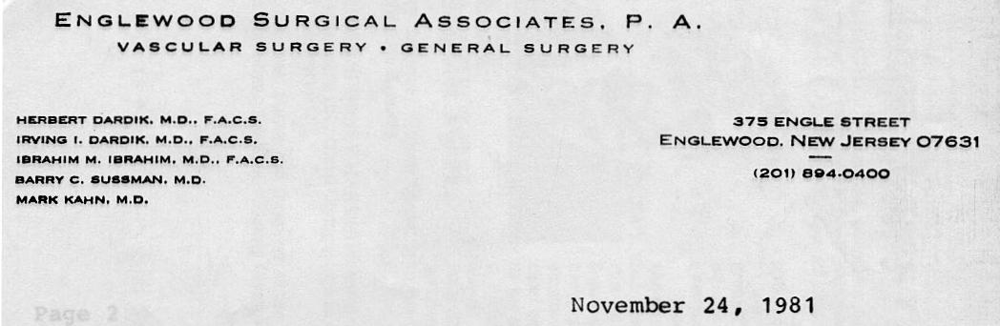 ENGLEWOOD SURGICAL ASSOCIATES, P. A.
VASCULAR SURGERY • GENERAL SURGERY
HERBERT DARDIK, M.D., F.A.C.S.
IRVING I. DARDIK, M.D., F.A.C.S.
IBRAHIM M. IBRAHIM, M.D., F.A.C.S.
BARRY C. SUSSMAN, M.D.
MARK KAHN, M.D.
375 ENGLE STREET
ENGLEWOOD, NEW JERSEY 07631
(201) 894-0400
November 24, 1981
Page 2